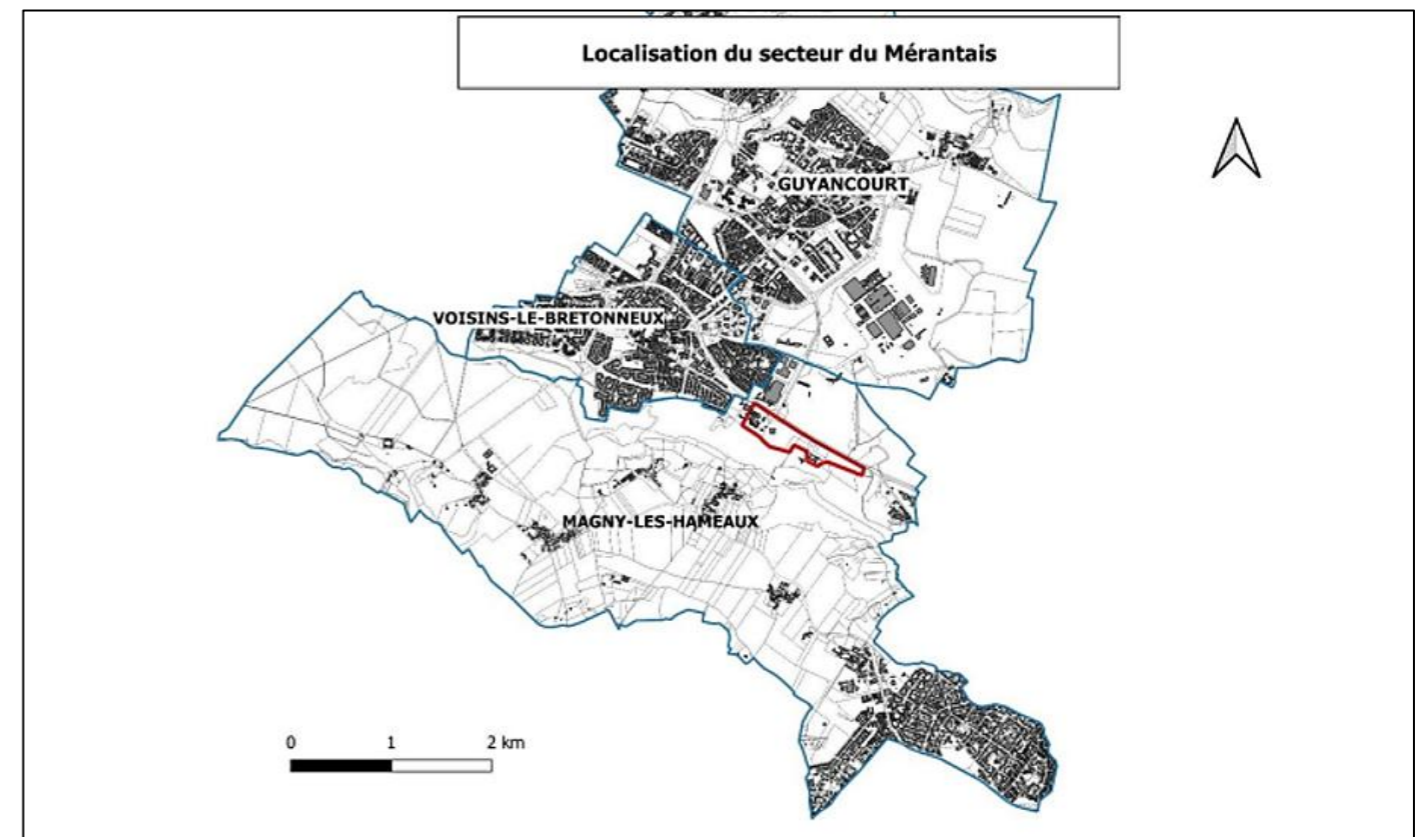 Localisation du secteur du Mérantais
GUYANCOURT
VOISINS-LE-BRETONNEUX
MAGNY-LES-HAMEAUX
0 1 2 km